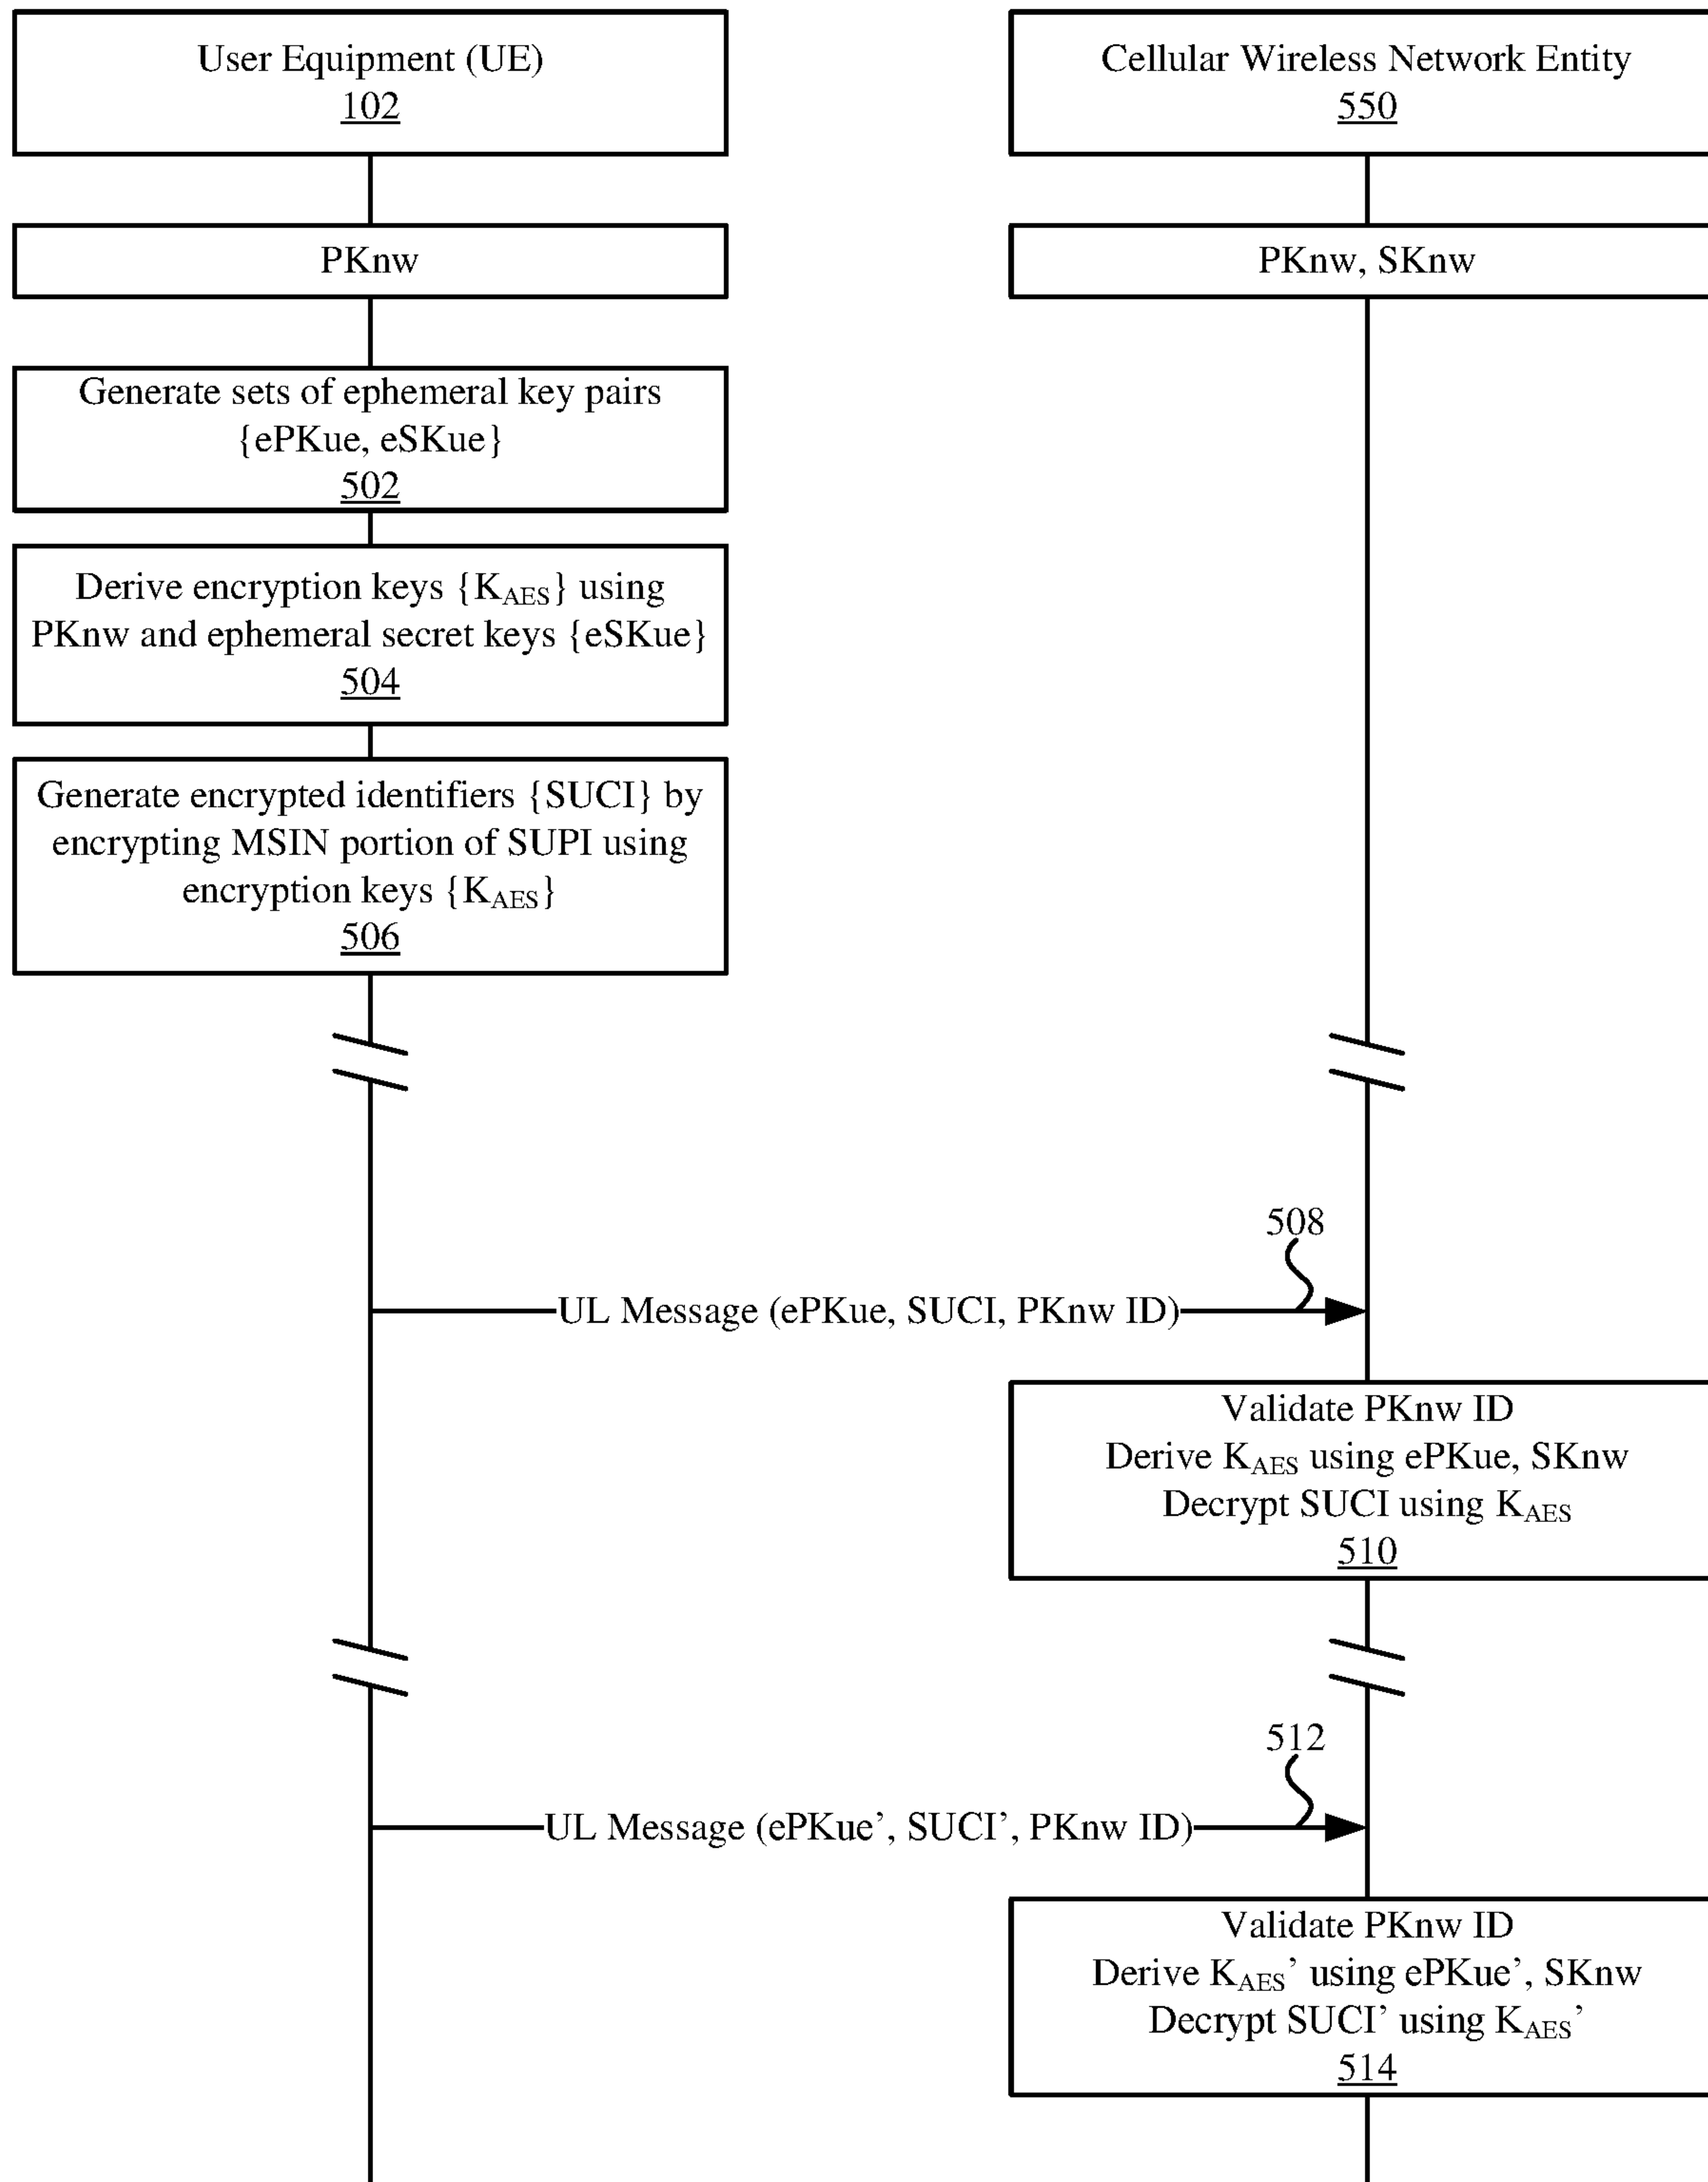 User Equipment (UE)
102
Cellular Wireless Network Entity
550
PKnw
PKnw, SKnw
Generate sets of ephemeral key pairs
{ePKue, eSKue}
502
Derive encryption keys {KAES} using
PKnw and ephemeral secret keys {eSKue}
504
Generate encrypted identifiers {SUCI} by
encrypting MSIN portion of SUPI using
encryption keys {KAES}
506
508
UL Message (ePKue, SUCI, PKnw ID)
Validate PKnw ID
Derive KAES using ePKue, SKnw
Decrypt SUCI using KAES
510
512
UL Message (ePKue’, SUCI’, PKnw ID)
Validate PKnw ID
Derive KAES’ using ePKue’, SKnw
Decrypt SUCI’ using KAES’
514